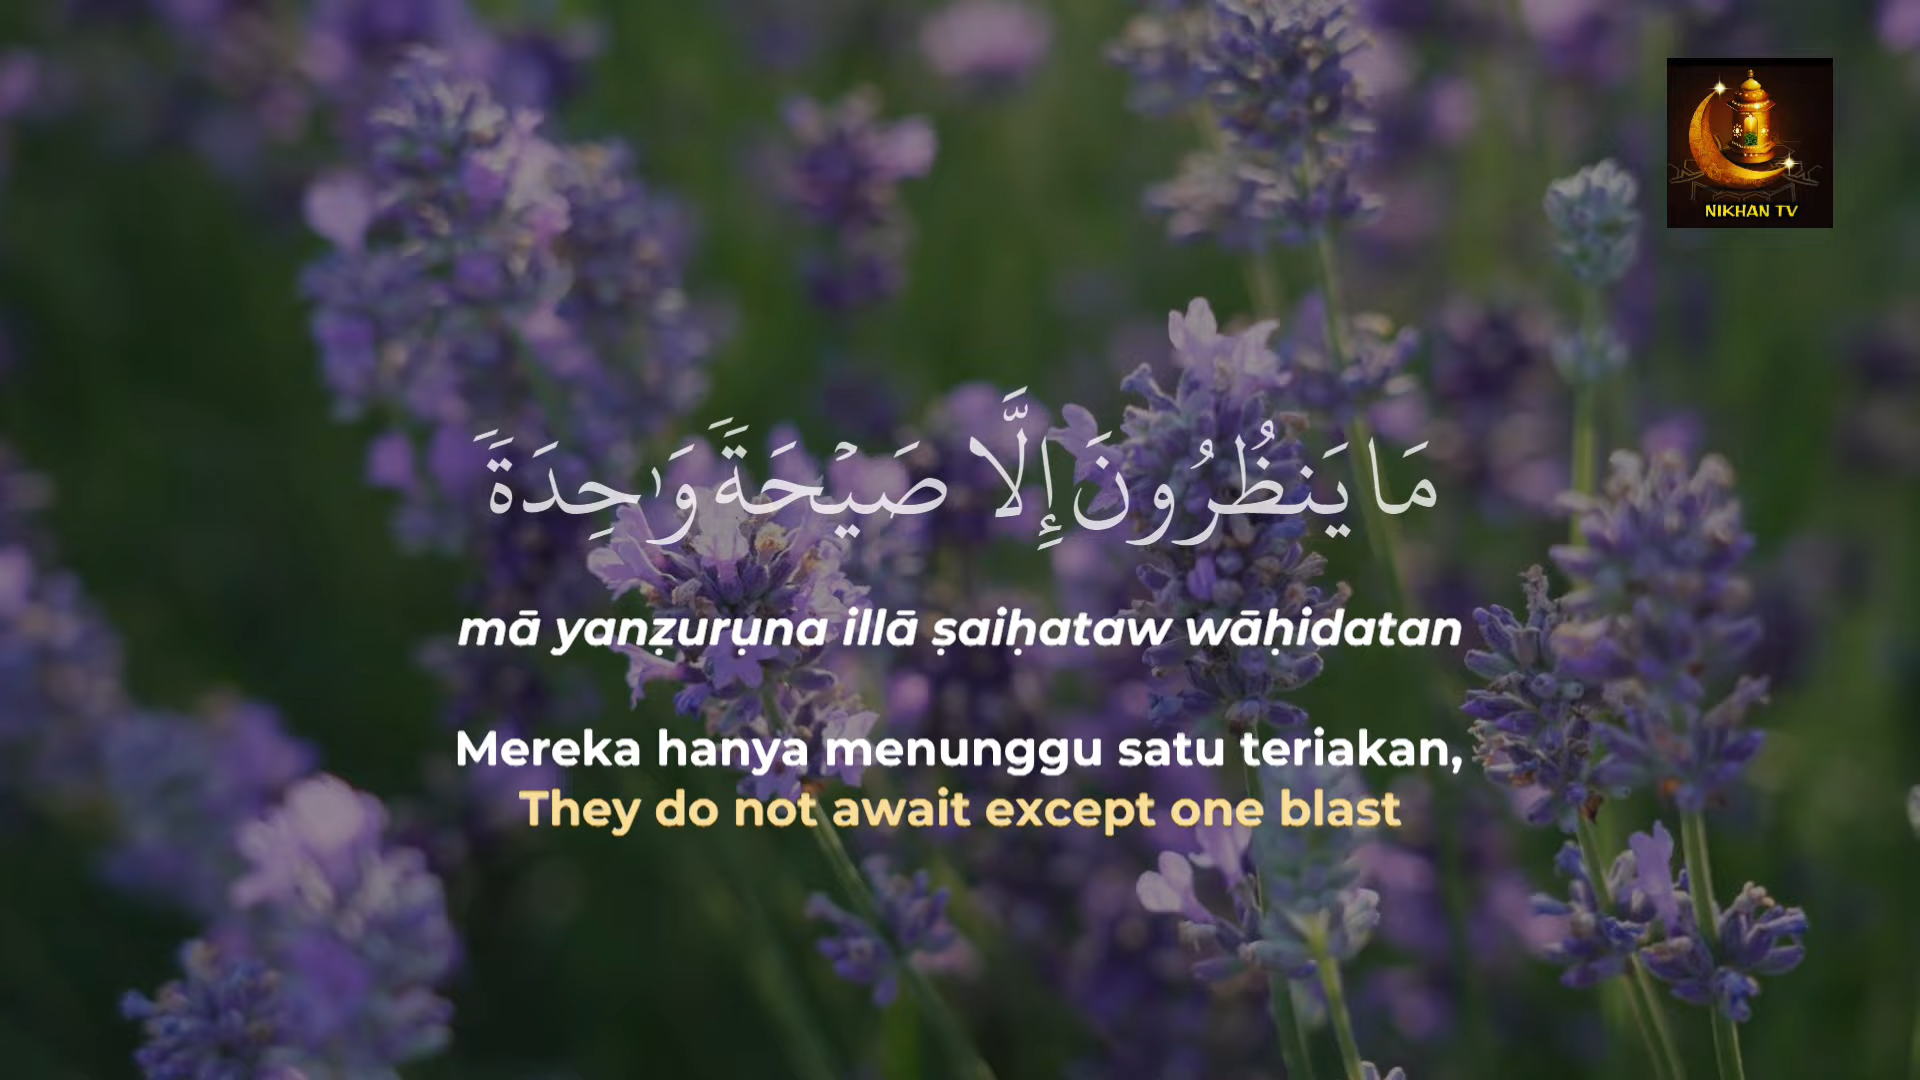 NIKHAN TV
مَا يَنظُرُونَ إِلَّا صَيْحَةً وَٰحِدَةً
mā yanẓurụna illā ṣaiḥataw wāḥidatan
Mereka hanya menunggu satu teriakan,
They do not await except one blast